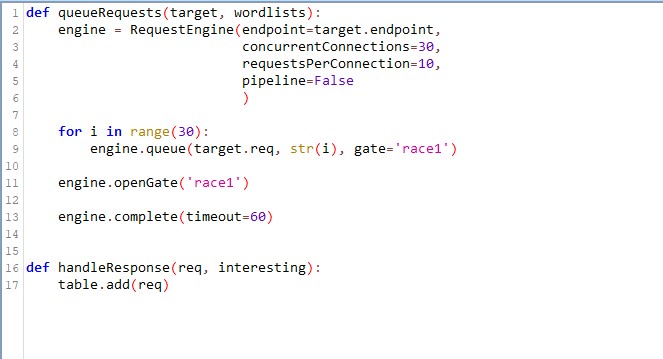 1 def queueRequests(target, wordlists):
2     engine = RequestEngine(endpoint=target.endpoint,
3                            concurrentConnections=30,
4                            requestsPerConnection=10,
5                            pipeline=False
6                            )
7
8     for i in range(30):
9         engine.queue(target.req, str(i), gate='race1')
10
11     engine.openGate('race1')
12
13     engine.complete(timeout=60)
14
15
16 def handleResponse(req, interesting):
17     table.add(req)